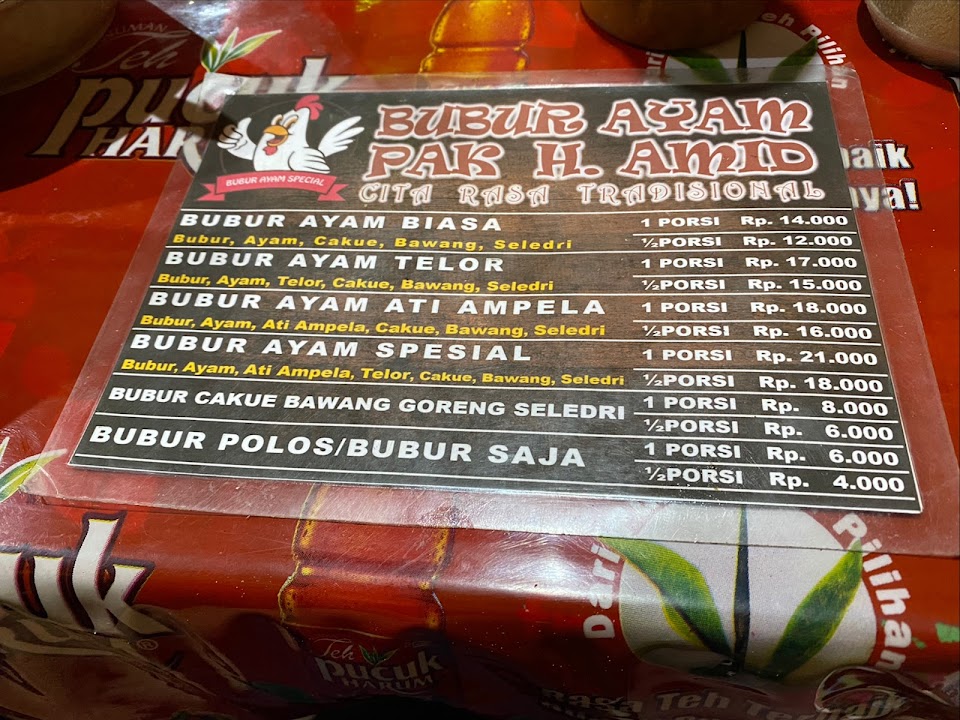 Teh
pucuk
HARUM
Dari
Teh Pilihan
BUBUR AYAM SPECIAL
BUBUR AYAM
PAK H. AMID
CITA RASA TRADISIONAL
BUBUR AYAM BIASA 1 PORSI Rp. 14.000
Bubur, Ayam, Cakue, Bawang, Seledri ½PORSI Rp. 12.000
BUBUR AYAM TELOR 1 PORSI Rp. 17.000
Bubur, Ayam, Telor, Cakue, Bawang, Seledri ½PORSI Rp. 15.000
BUBUR AYAM ATI AMPELA 1 PORSI Rp. 18.000
Bubur, Ayam, Ati Ampela, Cakue, Bawang, Seledri ½PORSI Rp. 16.000
BUBUR AYAM SPESIAL 1 PORSI Rp. 21.000
Bubur, Ayam, Ati Ampela, Telor, Cakue, Bawang, Seledri ½PORSI Rp. 18.000
BUBUR CAKUE BAWANG GORENG SELEDRI 1 PORSI Rp. 8.000
½PORSI Rp. 6.000
BUBUR POLOS/BUBUR SAJA 1 PORSI Rp. 6.000
½PORSI Rp. 4.000
Dari
Pilihan
Teh
pucuk
HARUM
Rasa Teh